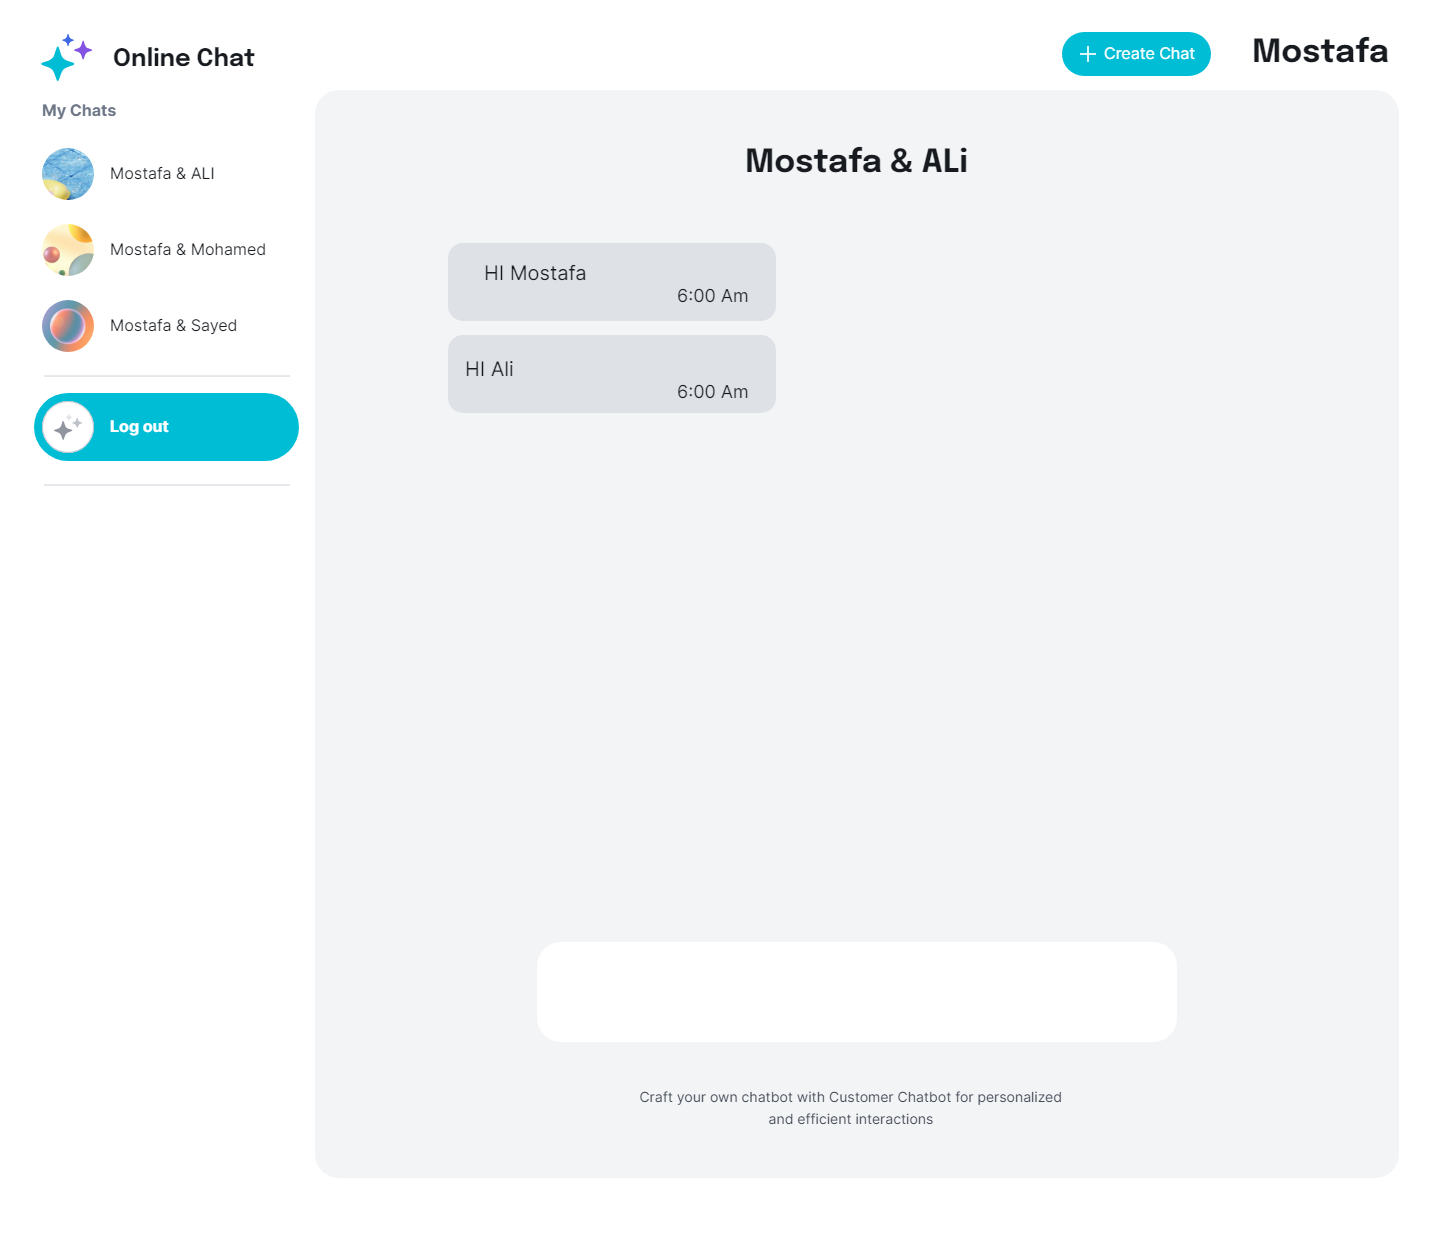 Online Chat
Create Chat
Mostafa
My Chats
Mostafa & ALI
Mostafa & Mohamed
Mostafa & Sayed
Log out
Mostafa & ALi
HI Mostafa
6:00 Am
HI Ali
6:00 Am
Craft your own chatbot with Customer Chatbot for personalized
and efficient interactions